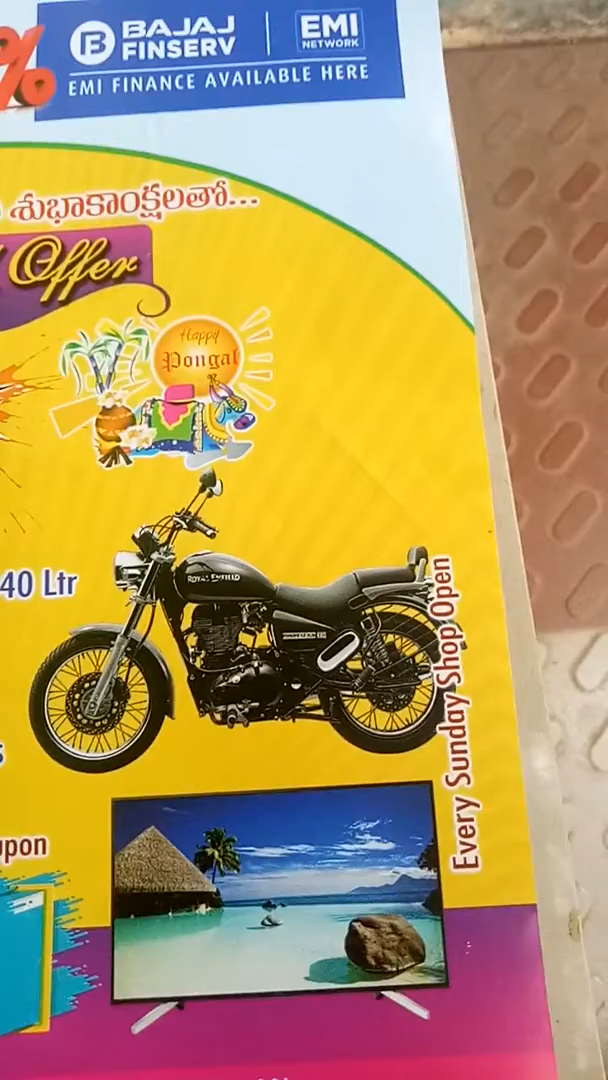 %
BAJAJ
FINSERV
EMI
NETWORK
EMI FINANCE AVAILABLE HERE
శుభాకాంక్షలతో...
Offer
Happy
Pongal
40 Ltr
ROYAL ENFIELD
Every Sunday Shop Open